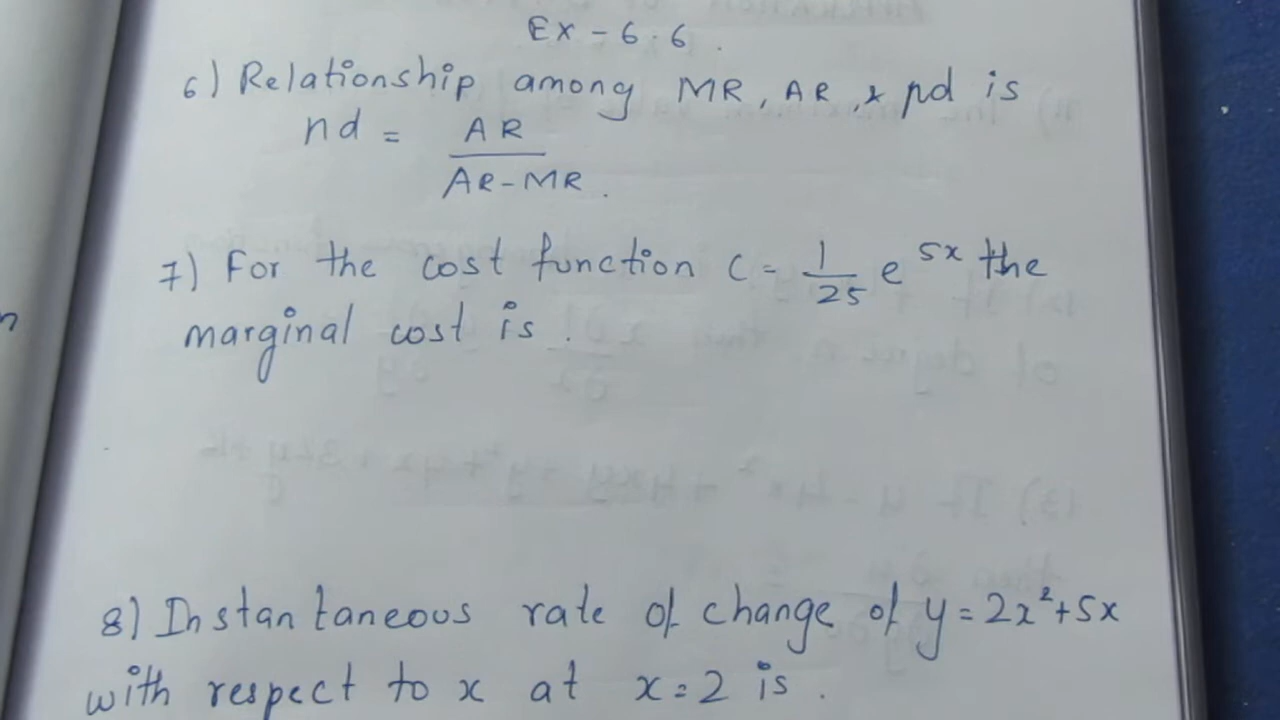 Ex - 6.6.
6) Relationship among MR, AR, & ηd is
ηd = AR / AR - MR.
7) For the cost function C = 1/25 e^5x the
marginal cost is.
8) Instantaneous rate of change of y = 2x²+5x
with respect to x at x = 2 is.